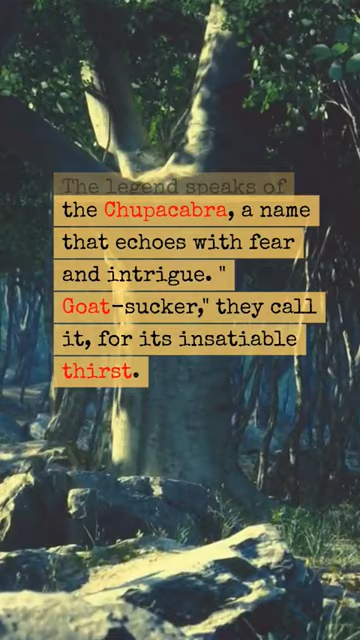 The legend speaks of
the Chupacabra, a name
that echoes with fear
and intrigue. "
Goat-sucker," they call
it, for its insatiable
thirst.